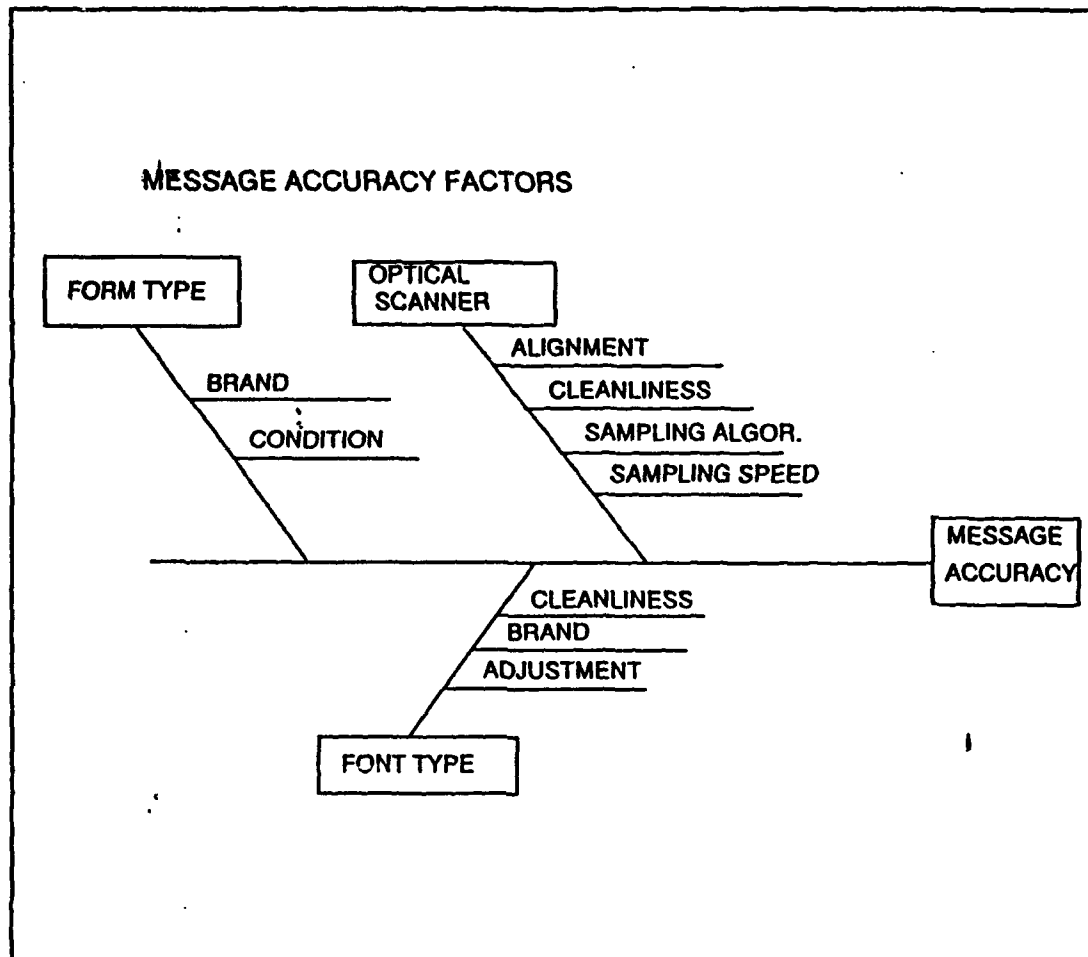 MESSAGE ACCURACY FACTORS
FORM TYPE
BRAND
CONDITION
OPTICAL
SCANNER
ALIGNMENT
CLEANLINESS
SAMPLING ALGOR.
SAMPLING SPEED
MESSAGE
ACCURACY
CLEANLINESS
BRAND
ADJUSTMENT
FONT TYPE